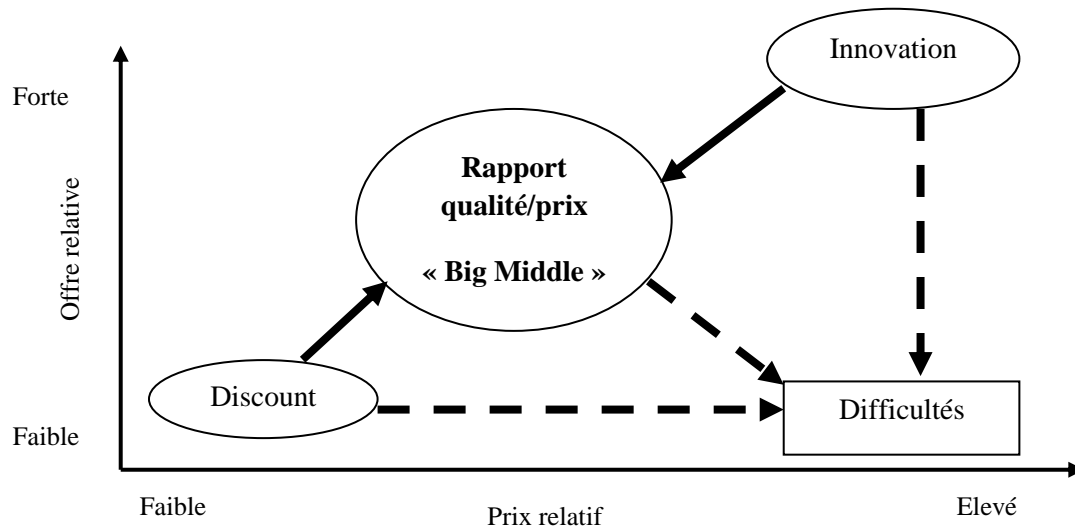 Innovation
Forte
Rapport
qualité/prix
« Big Middle »
Offre relative
Discount
Difficultés
Faible
Faible
Prix relatif
Elevé